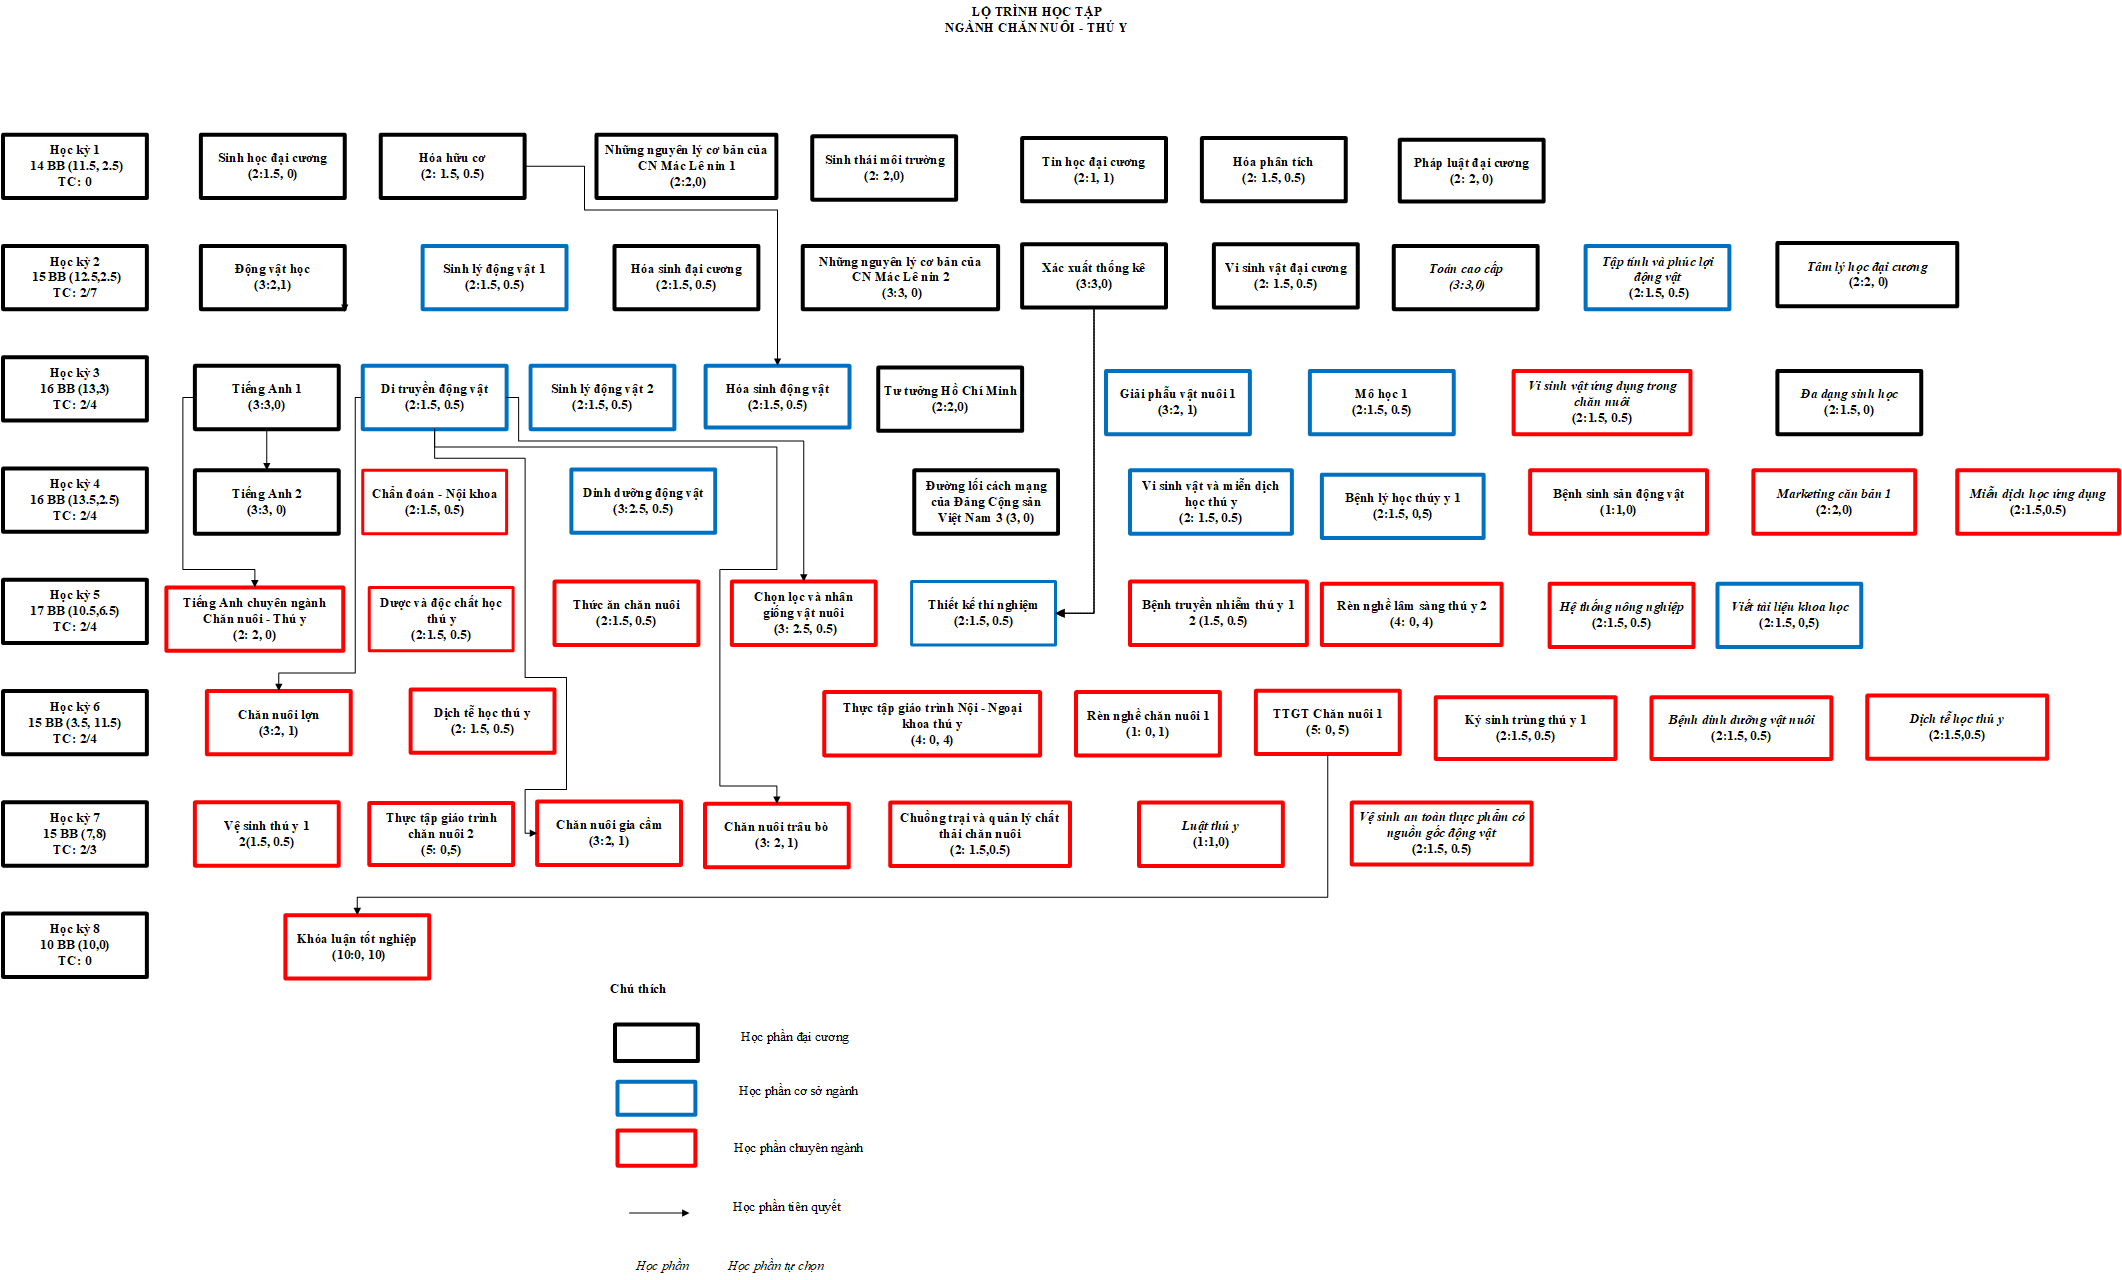 LỘ TRÌNH HỌC TẬP
NGÀNH CHĂN NUÔI - THÚ Y
Học kỳ 1
14 BB (11.5, 2.5)
TC: 0
Sinh học đại cương
(2:1.5, 0)
Hóa hữu cơ
(2: 1.5, 0.5)
Những nguyên lý cơ bản của
CN Mác Lê nin 1
(2:2,0)
Sinh thái môi trường
(2: 2,0)
Tin học đại cương
(2:1, 1)
Hóa phân tích
(2: 1.5, 0.5)
Pháp luật đại cương
(2: 2, 0)
Học kỳ 2
15 BB (12.5,2.5)
TC: 2/7
Động vật học
(3:2,1)
Sinh lý động vật 1
(2:1.5, 0.5)
Hóa sinh đại cương
(2:1.5, 0.5)
Những nguyên lý cơ bản của
CN Mác Lê nin 2
(3:3, 0)
Xác xuất thống kê
(3:3,0)
Vi sinh vật đại cương
(2: 1.5, 0.5)
Toán cao cấp
(3:3,0)
Tập tính và phúc lợi
động vật
(2:1.5, 0.5)
Tâm lý học đại cương
(2:2, 0)
Học kỳ 3
16 BB (13,3)
TC: 2/4
Tiếng Anh 1
(3:3,0)
Di truyền động vật
(2:1.5, 0.5)
Sinh lý động vật 2
(2:1.5, 0.5)
Hóa sinh động vật
(2:1.5, 0.5)
Tư tưởng Hồ Chí Minh
(2:2,0)
Giải phẫu vật nuôi 1
(3:2, 1)
Mô học 1
(2:1.5, 0.5)
Vi sinh vật ứng dụng trong
chăn nuôi
(2:1.5, 0.5)
Đa dạng sinh học
(2:1.5, 0)
Học kỳ 4
16 BB (13.5,2.5)
TC: 2/4
Tiếng Anh 2
(3:3, 0)
Chẩn đoán - Nội khoa
(2:1.5, 0.5)
Dinh dưỡng động vật
(3:2.5, 0.5)
Đường lối cách mạng
của Đảng Cộng sản
Việt Nam 3 (3, 0)
Vi sinh vật và miễn dịch
học thú y
(2: 1.5, 0.5)
Bệnh lý học thúy y 1
(2:1.5, 0,5)
Bệnh sinh sản động vật
(1:1,0)
Marketing căn bản 1
(2:2,0)
Miễn dịch học ứng dụng
(2:1.5,0.5)
Học kỳ 5
17 BB (10.5,6.5)
TC: 2/4
Tiếng Anh chuyên ngành
Chăn nuôi - Thú y
(2: 2, 0)
Dược và độc chất học
thú y
(2:1.5, 0.5)
Thức ăn chăn nuôi
(2:1.5, 0.5)
Chọn lọc và nhân
giống vật nuôi
(3: 2.5, 0.5)
Thiết kế thí nghiệm
(2:1.5, 0.5)
Bệnh truyền nhiễm thú y 1
2 (1.5, 0.5)
Rèn nghề lâm sàng thú y 2
(4: 0, 4)
Hệ thống nông nghiệp
(2:1.5, 0.5)
Viết tài liệu khoa học
(2:1.5, 0,5)
Học kỳ 6
15 BB (3.5, 11.5)
TC: 2/4
Chăn nuôi lợn
(3:2, 1)
Dịch tễ học thú y
(2: 1.5, 0.5)
Thực tập giáo trình Nội - Ngoại
khoa thú y
(4: 0, 4)
Rèn nghề chăn nuôi 1
(1: 0, 1)
TTGT Chăn nuôi 1
(5: 0, 5)
Ký sinh trùng thú y 1
(2:1.5, 0.5)
Bệnh dinh dưỡng vật nuôi
(2:1.5, 0.5)
Dịch tễ học thú y
(2:1.5,0.5)
Học kỳ 7
15 BB (7,8)
TC: 2/3
Vệ sinh thú y 1
2(1.5, 0.5)
Thực tập giáo trình
chăn nuôi 2
(5: 0,5)
Chăn nuôi gia cầm
(3:2, 1)
Chăn nuôi trâu bò
(3: 2, 1)
Chuồng trại và quản lý chất
thải chăn nuôi
(2: 1.5,0.5)
Luật thú y
(1:1,0)
Vệ sinh an toàn thực phẩm có
nguồn gốc động vật
(2:1.5, 0.5)
Học kỳ 8
10 BB (10,0)
TC: 0
Khóa luận tốt nghiệp
(10:0, 10)
Chú thích
Học phần đại cương
Học phần cơ sở ngành
Học phần chuyên ngành
Học phần tiên quyết
Học phần Học phần tự chọn